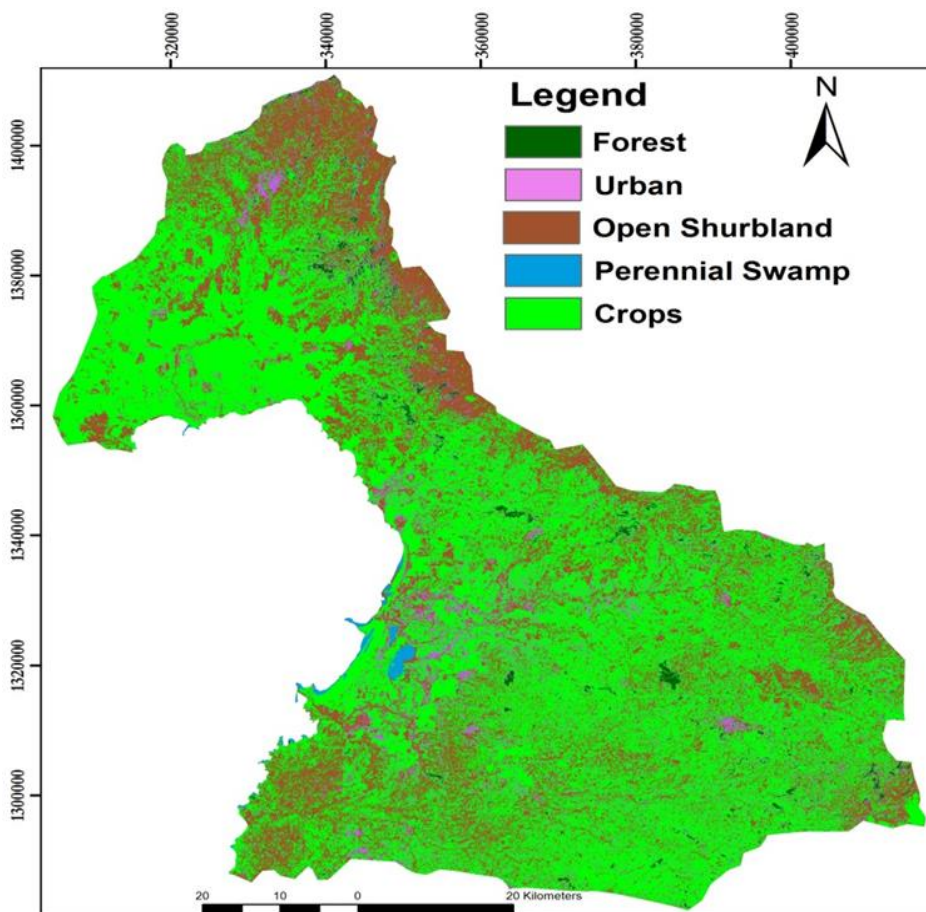 320000
340000
360000
380000
400000
Legend
N
Forest
Urban
Open Shurbland
Perennial Swamp
Crops
1400000
1380000
1360000
1340000
1320000
1300000
20 10 0 20 Kilometers